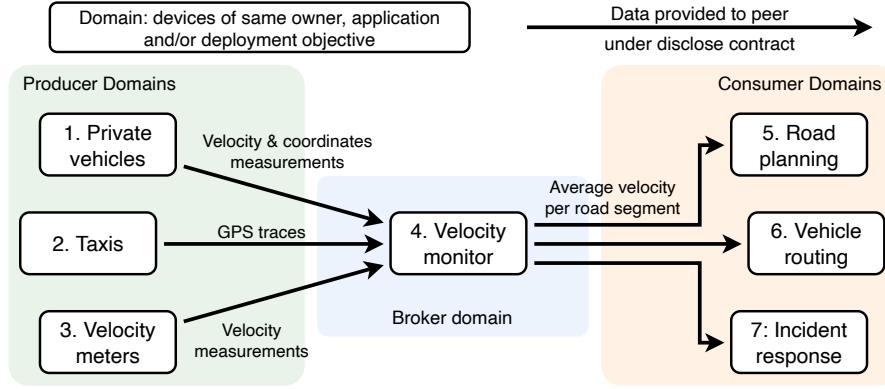 Domain: devices of same owner, application
and/or deployment objective
Data provided to peer
under disclose contract
Producer Domains
Consumer Domains
1. Private
vehicles
Velocity & coordinates
measurements
5. Road
planning
Average velocity
per road segment
2. Taxis
GPS traces
4. Velocity
monitor
6. Vehicle
routing
Broker domain
3. Velocity
meters
Velocity
measurements
7: Incident
response